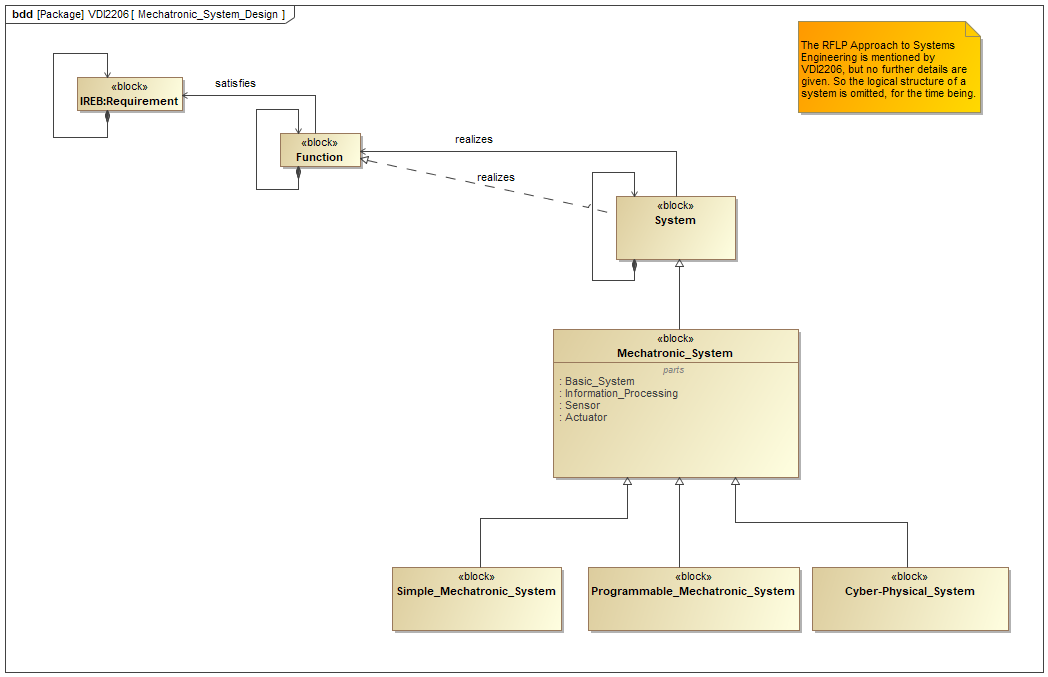 bdd [Package] VDI2206 [ Mechatronic_System_Design ]
The RFLP Approach to Systems
Engineering is mentioned by
VDI2206, but no further details are
given. So the logical structure of a
system is omitted, for the time being.
«block»
IREB:Requirement
satisfies
«block»
Function
realizes
realizes
«block»
System
«block»
Mechatronic_System
parts
: Basic_System
: Information_Processing
: Sensor
: Actuator
«block»
Simple_Mechatronic_System
«block»
Programmable_Mechatronic_System
«block»
Cyber-Physical_System